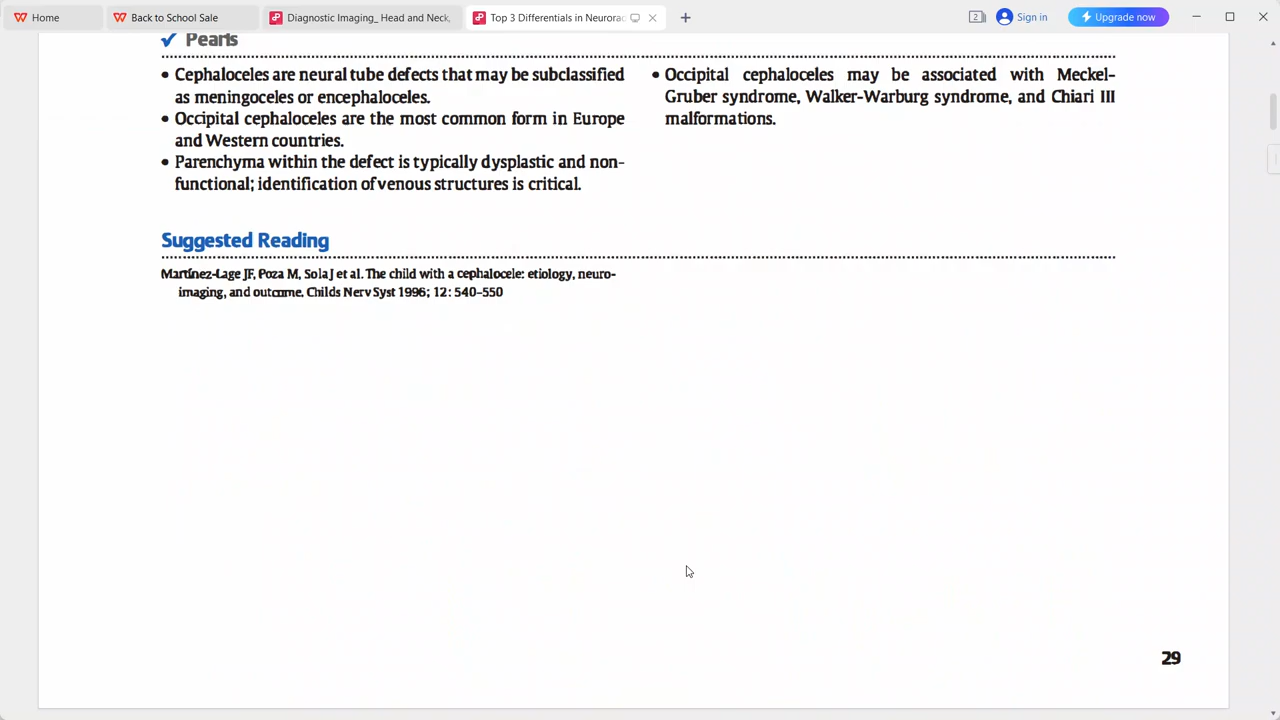 Home
Back to School Sale
Diagnostic Imaging_ Head and Neck,
Top 3 Differentials in Neurorac
2
Sign in
Upgrade now
✔ Pearls
• Cephaloceles are neural tube defects that may be subclassified
as meningoceles or encephaloceles.
• Occipital cephaloceles are the most common form in Europe
and Western countries.
• Parenchyma within the defect is typically dysplastic and non-
functional; identification of venous structures is critical.
• Occipital cephaloceles may be associated with Meckel-
Gruber syndrome, Walker-Warburg syndrome, and Chiari III
malformations.
Suggested Reading
Martínez-Lage JF, Poza M, Sola J et al. The child with a cephalocele: etiology, neuro-
imaging, and outcome. Childs Nerv Syst 1996; 12: 540–550
29